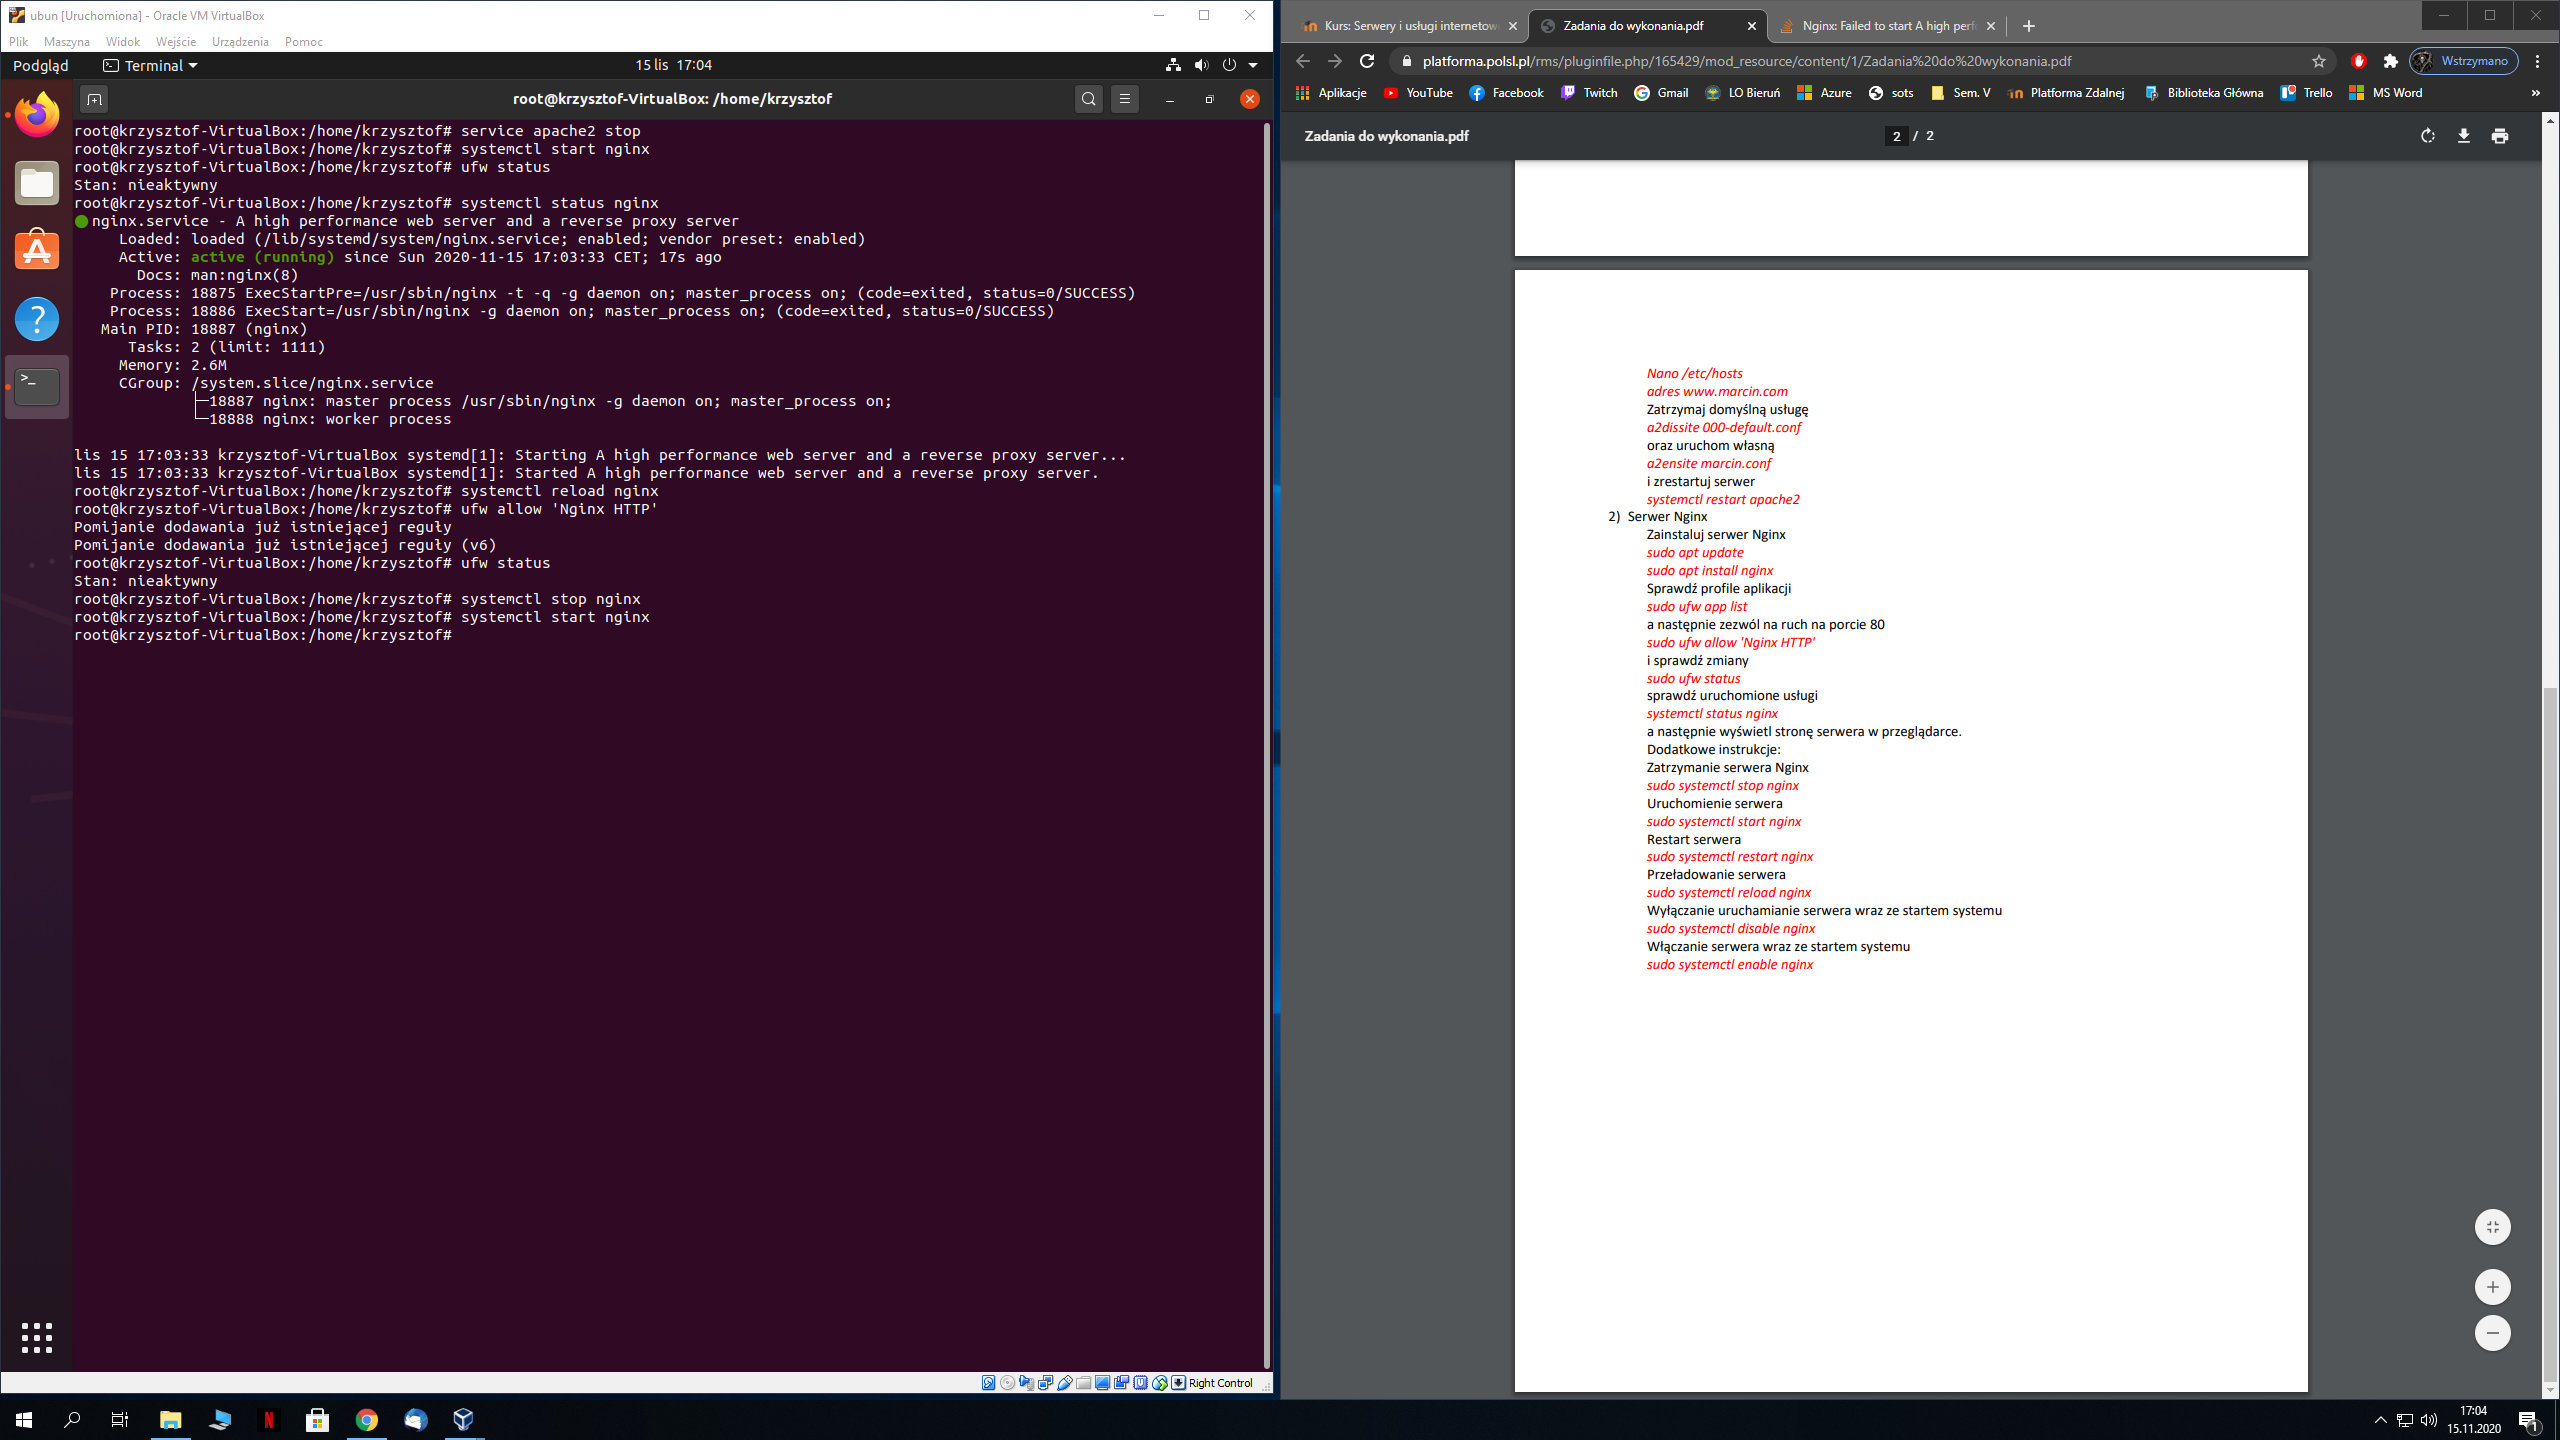 ubun [Uruchomiona] - Oracle VM VirtualBox
Plik Maszyna Widok Wejście Urządzenia Pomoc
Podgląd Terminal 15 lis 17:04
root@krzysztof-VirtualBox: /home/krzysztof
root@krzysztof-VirtualBox:/home/krzysztof# service apache2 stop
root@krzysztof-VirtualBox:/home/krzysztof# systemctl start nginx
root@krzysztof-VirtualBox:/home/krzysztof# ufw status
Stan: nieaktywny
root@krzysztof-VirtualBox:/home/krzysztof# systemctl status nginx
nginx.service - A high performance web server and a reverse proxy server
Loaded: loaded (/lib/systemd/system/nginx.service; enabled; vendor preset: enabled)
Active: active (running) since Sun 2020-11-15 17:03:33 CET; 17s ago
Docs: man:nginx(8)
Process: 18875 ExecStartPre=/usr/sbin/nginx -t -q -g daemon on; master_process on; (code=exited, status=0/SUCCESS)
Process: 18886 ExecStart=/usr/sbin/nginx -g daemon on; master_process on; (code=exited, status=0/SUCCESS)
Main PID: 18887 (nginx)
Tasks: 2 (limit: 1111)
Memory: 2.6M
CGroup: /system.slice/nginx.service
├─18887 nginx: master process /usr/sbin/nginx -g daemon on; master_process on;
└─18888 nginx: worker process
lis 15 17:03:33 krzysztof-VirtualBox systemd[1]: Starting A high performance web server and a reverse proxy server...
lis 15 17:03:33 krzysztof-VirtualBox systemd[1]: Started A high performance web server and a reverse proxy server.
root@krzysztof-VirtualBox:/home/krzysztof# systemctl reload nginx
root@krzysztof-VirtualBox:/home/krzysztof# ufw allow 'Nginx HTTP'
Pomijanie dodawania już istniejącej reguły
Pomijanie dodawania już istniejącej reguły (v6)
root@krzysztof-VirtualBox:/home/krzysztof# ufw status
Stan: nieaktywny
root@krzysztof-VirtualBox:/home/krzysztof# systemctl stop nginx
root@krzysztof-VirtualBox:/home/krzysztof# systemctl start nginx
root@krzysztof-VirtualBox:/home/krzysztof#
Right Control
Kurs: Serwery i usługi internetow Zadania do wykonania.pdf Nginx: Failed to start A high perf
platforma.polsl.pl/rms/pluginfile.php/165429/mod_resource/content/1/Zadania%20do%20wykonania.pdf Wstrzymano
Aplikacje YouTube Facebook Twitch Gmail LO Bieruń Azure sots Sem. V Platforma Zdalnej Biblioteka Główna Trello MS Word »
Zadania do wykonania.pdf 2 / 2
Nano /etc/hosts
adres www.marcin.com
Zatrzymaj domyślną usługę
a2dissite 000-default.conf
oraz uruchom własną
a2ensite marcin.conf
i zrestartuj serwer
systemctl restart apache2
2) Serwer Nginx
Zainstaluj serwer Nginx
sudo apt update
sudo apt install nginx
Sprawdź profile aplikacji
sudo ufw app list
a następnie zezwól na ruch na porcie 80
sudo ufw allow 'Nginx HTTP'
i sprawdź zmiany
sudo ufw status
sprawdź uruchomione usługi
systemctl status nginx
a następnie wyświetl stronę serwera w przeglądarce.
Dodatkowe instrukcje:
Zatrzymanie serwera Nginx
sudo systemctl stop nginx
Uruchomienie serwera
sudo systemctl start nginx
Restart serwera
sudo systemctl restart nginx
Przeładowanie serwera
sudo systemctl reload nginx
Wyłączanie uruchamianie serwera wraz ze startem systemu
sudo systemctl disable nginx
Włączanie serwera wraz ze startem systemu
sudo systemctl enable nginx
17:04
15.11.2020
1